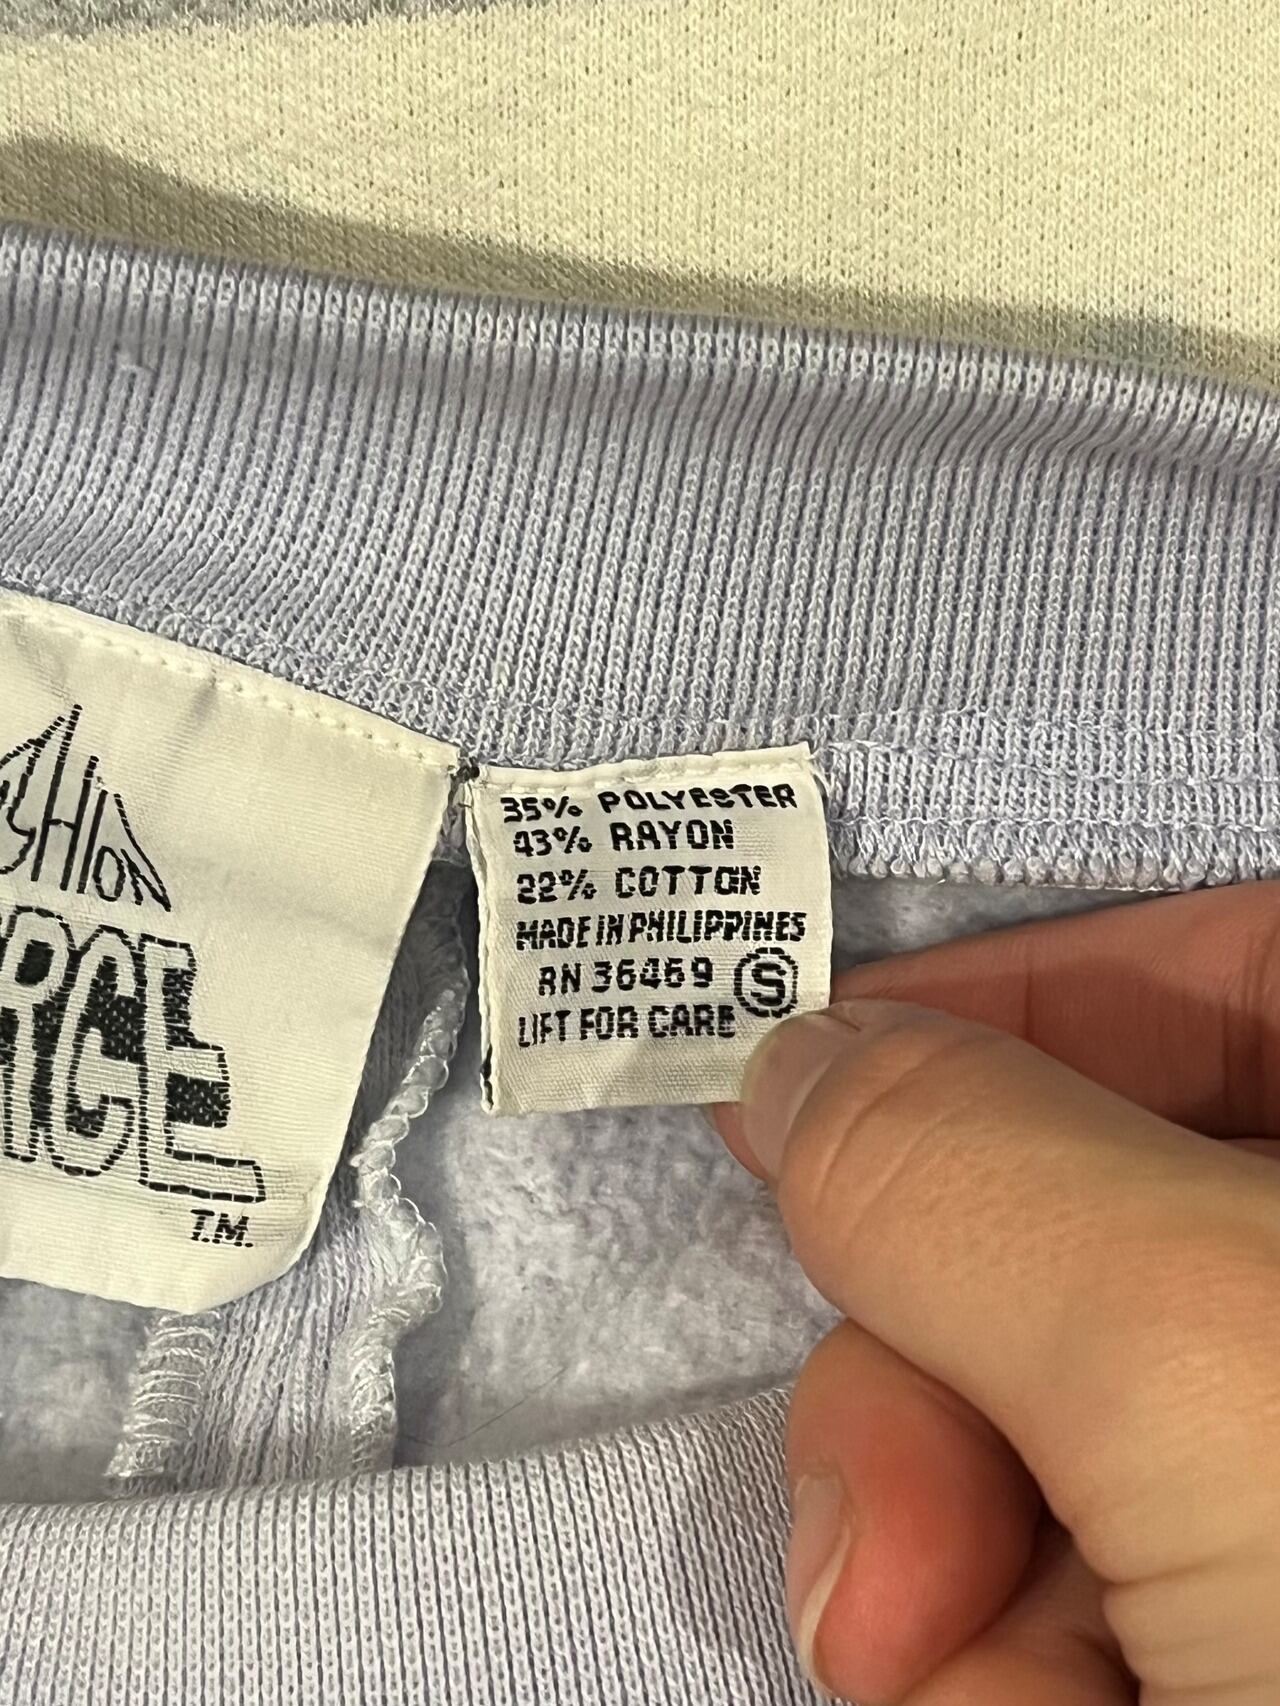 SHION
RCE
T.M.
35% POLYESTER
43% RAYON
22% COTTON
MADE IN PHILIPPINES
RN 36469 S
LIFT FOR CARE